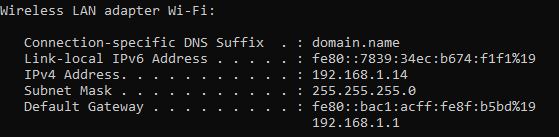 Wireless LAN adapter Wi-Fi:
Connection-specific DNS Suffix  . : domain.name
Link-local IPv6 Address . . . . . : fe80::7839:34ec:b674:f1f1%19
IPv4 Address. . . . . . . . . . . : 192.168.1.14
Subnet Mask . . . . . . . . . . . : 255.255.255.0
Default Gateway . . . . . . . . . : fe80::bac1:acff:fe8f:b5bd%19
192.168.1.1